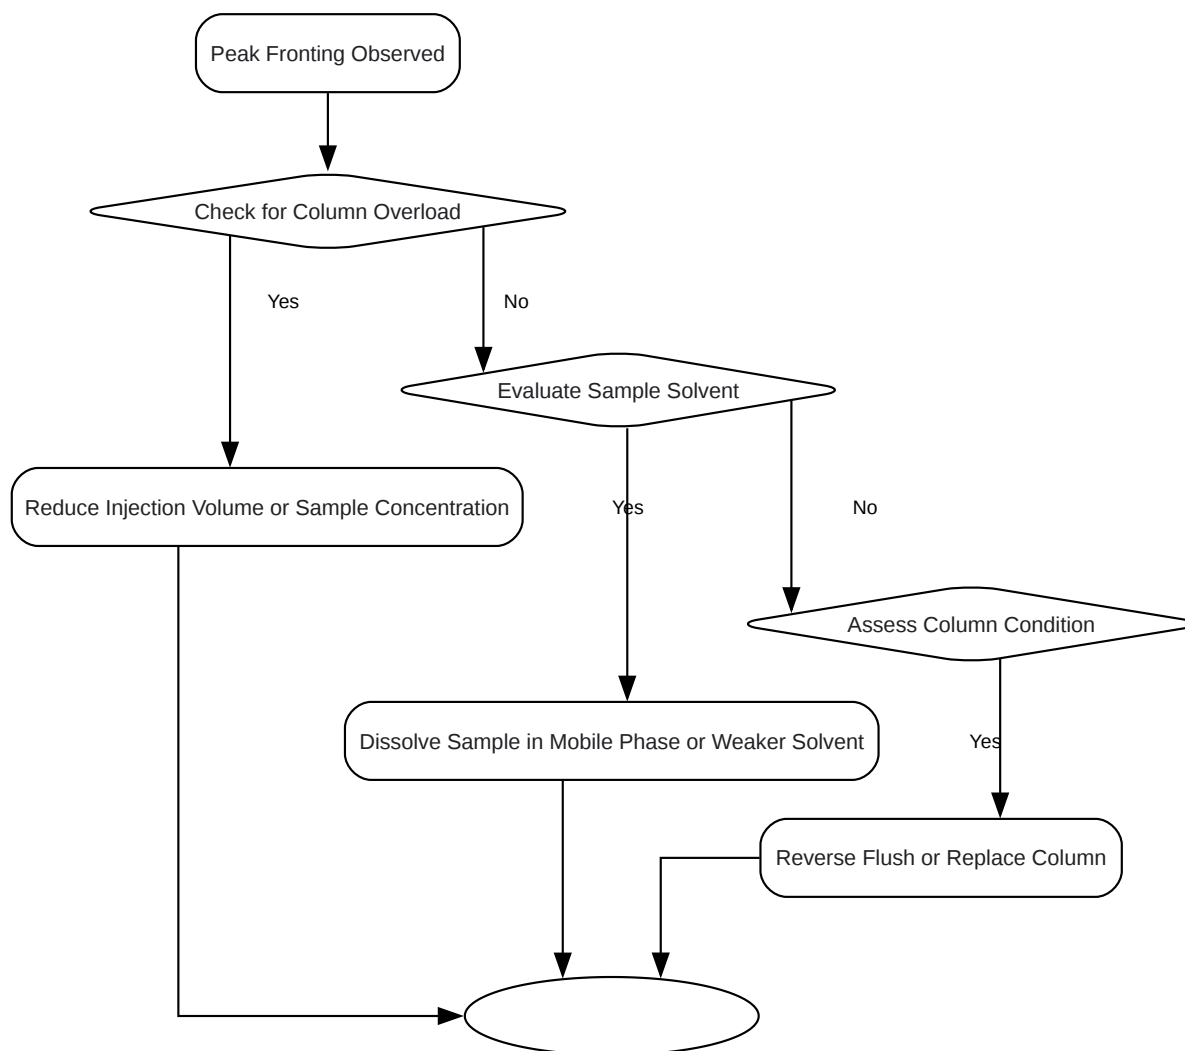 Peak Fronting Observed
Check for Column Overload
Yes
No
Evaluate Sample Solvent
Reduce Injection Volume or Sample Concentration
Yes
No
Assess Column Condition
Dissolve Sample in Mobile Phase or Weaker Solvent
Yes
Reverse Flush or Replace Column